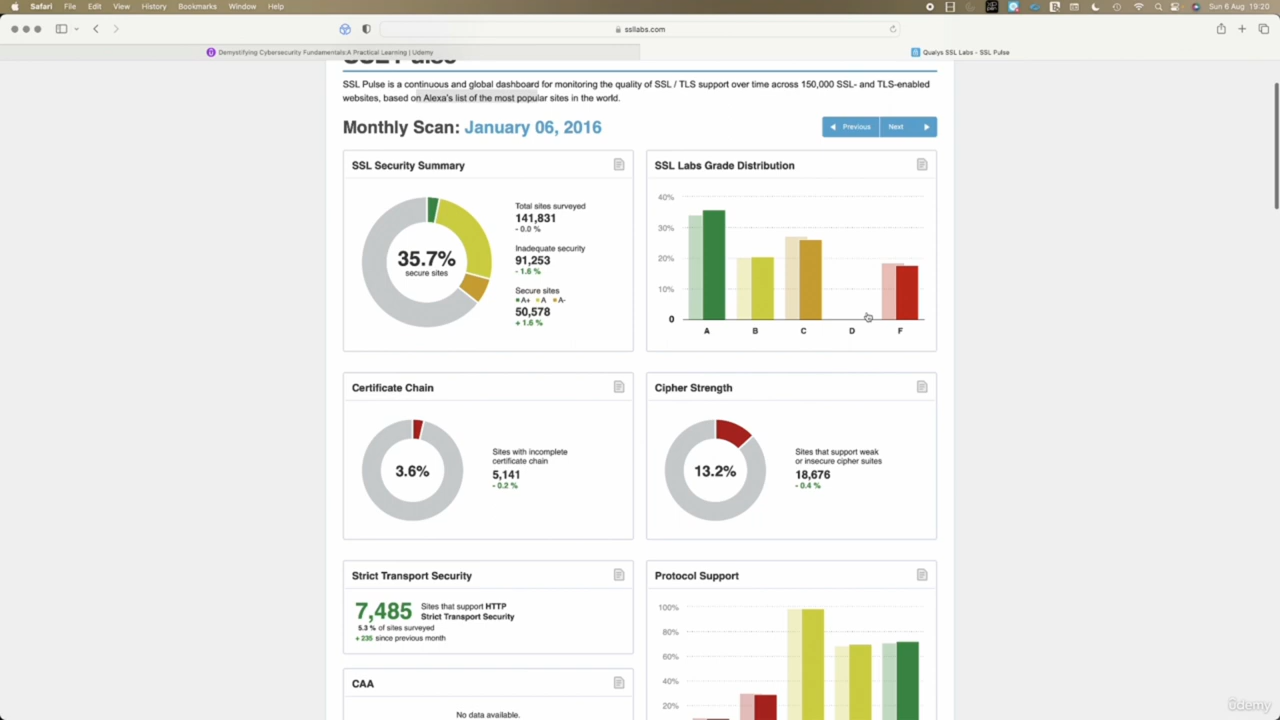 Safari File Edit View History Bookmarks Window Help Sun 6 Aug 19:20
ssllabs.com
Demystifying Cybersecurity Fundamentals:A Practical Learning | Udemy
Qualys SSL Labs - SSL Pulse
SSL Pulse
SSL Pulse is a continuous and global dashboard for monitoring the quality of SSL / TLS support over time across 150,000 SSL- and TLS-enabled
websites, based on Alexa's list of the most popular sites in the world.
Monthly Scan: January 06, 2016
Previous Next
SSL Security Summary
35.7%
secure sites
Total sites surveyed
141,831
- 0.0 %
Inadequate security
91,253
- 1.6 %
Secure sites
A+ A A-
50,578
+ 1.6 %
SSL Labs Grade Distribution
40%
30%
20%
10%
0
A B C D F
Certificate Chain
3.6%
Sites with incomplete
certificate chain
5,141
- 0.2 %
Cipher Strength
13.2%
Sites that support weak
or insecure cipher suites
18,676
- 0.4 %
Strict Transport Security
7,485
Sites that support HTTP
Strict Transport Security
5.3 % of sites surveyed
+ 235 since previous month
Protocol Support
100%
80%
60%
40%
20%
CAA
No data available.
ûdemy